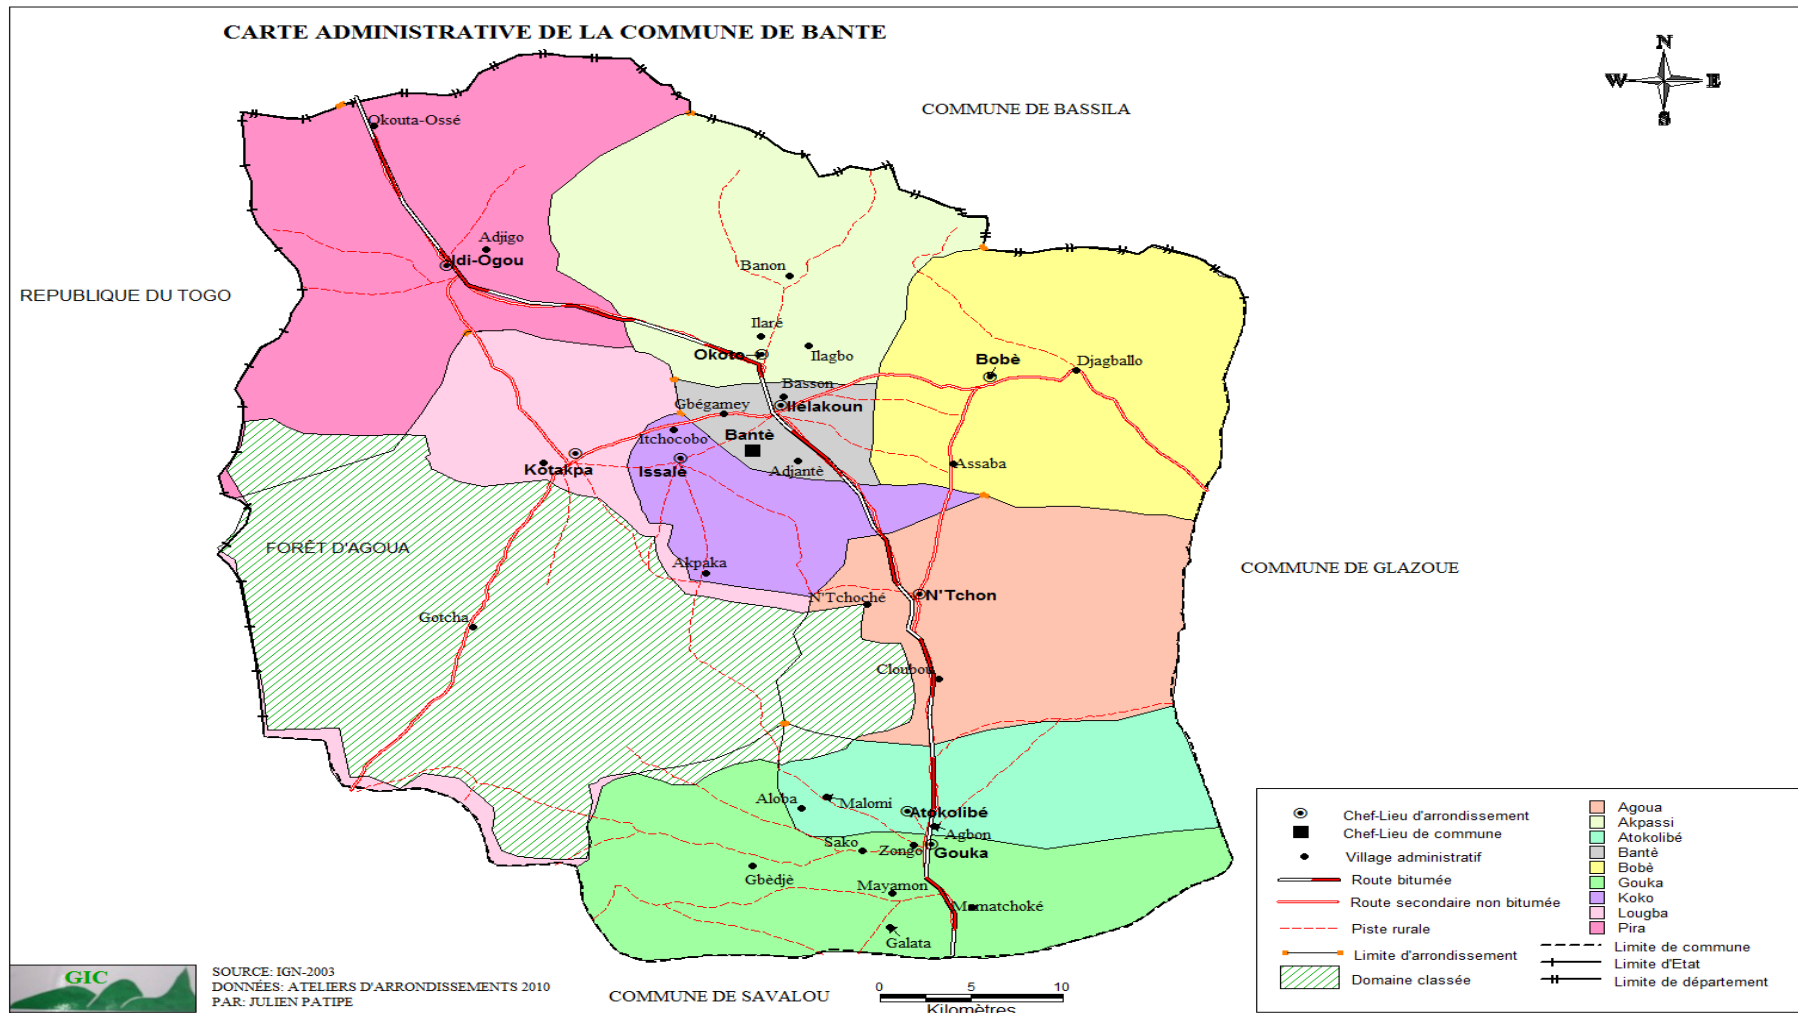 CARTE ADMINISTRATIVE DE LA COMMUNE DE BANTE
N
W E
S
COMMUNE DE BASSILA
Okouta-Ossé
Adjigo
Idi-Ogou
Banon
REPUBLIQUE DU TOGO
Ilaré
Okoto
Ilagbo
Bobè
Djagballo
Basson
Gbégamey
Ilelakoun
Itchocobo
Bantè
Kotakpa
Issale
Adjantè
Assaba
FORÊT D'AGOUA
Akpaka
COMMUNE DE GLAZOUE
N'Tchoché
N'Tchon
Gotcha
Cloubou
Aloba
Malomi
Atokolibé
Agbon
Sako
Zongo
Gouka
Gbèdjè
Mayamon
Mamatchoké
Galata
COMMUNE DE SAVALOU
0 5 10
Kilomètres
GIC
SOURCE: IGN-2003
DONNÉES: ATELIERS D'ARRONDISSEMENTS 2010
PAR: JULIEN PATIPE
Chef-Lieu d'arrondissement
Chef-Lieu de commune
Village administratif
Route bitumée
Route secondaire non bitumée
Piste rurale
Limite d'arrondissement
Domaine classée
Agoua
Akpassi
Atokolibé
Bantè
Bobè
Gouka
Koko
Lougba
Pira
Limite de commune
Limite d'Etat
Limite de département